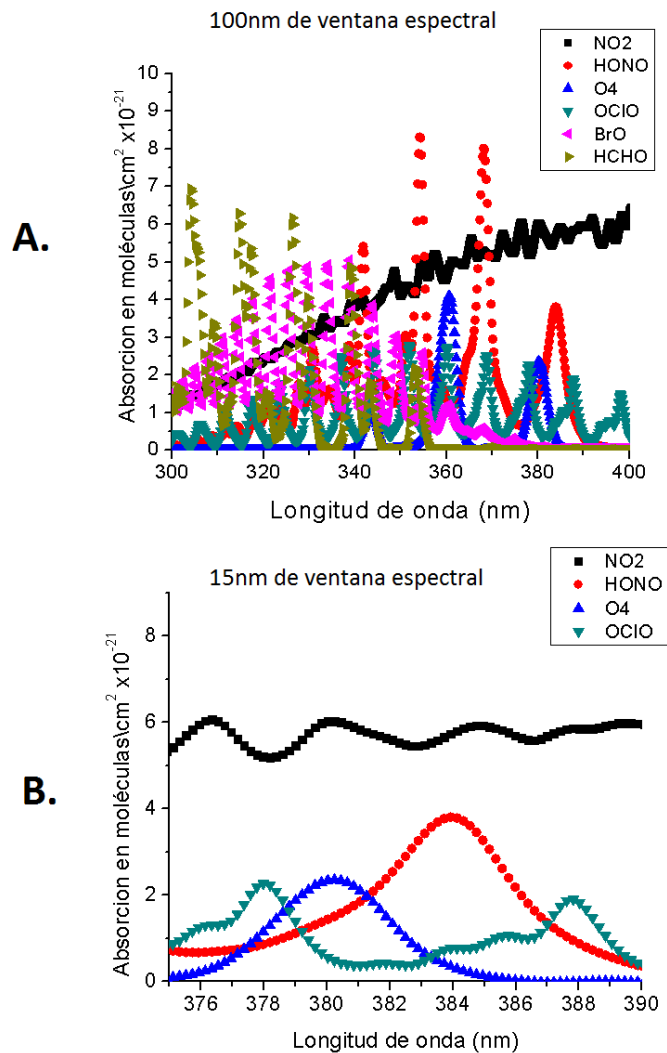 100nm de ventana espectral
NO2
HONO
O4
OClO
BrO
HCHO
A.
Absorcion en moléculas\cm² x10⁻²¹
10
9
8
7
6
5
4
3
2
1
0
300 320 340 360 380 400
Longitud de onda (nm)
15nm de ventana espectral
NO2
HONO
O4
OClO
B.
Absorcion en moléculas\cm² x10⁻²¹
8
6
4
2
0
376 378 380 382 384 386 388 390
Longitud de onda (nm)